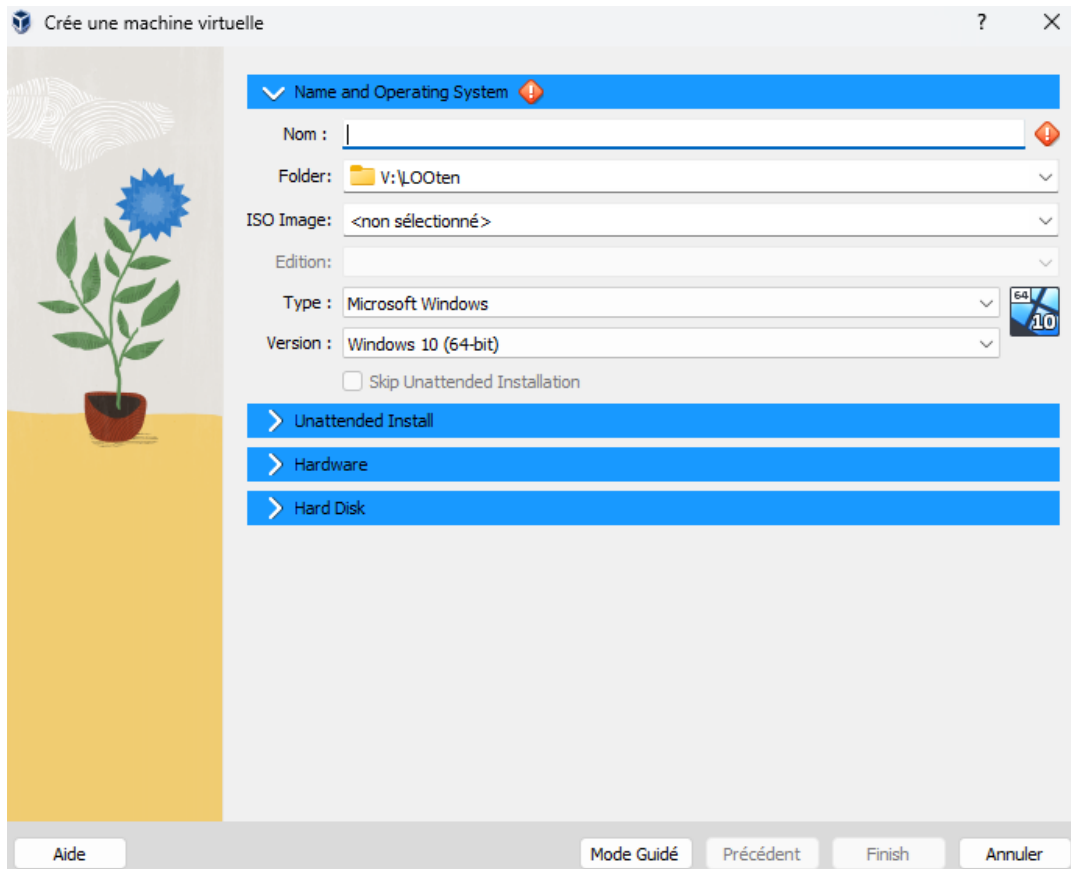 Crée une machine virtuelle ? ×
Name and Operating System
Nom :
Folder: V:\LOOten
ISO Image: <non sélectionné>
Edition:
Type : Microsoft Windows
64
10
Version : Windows 10 (64-bit)
Skip Unattended Installation
Unattended Install
Hardware
Hard Disk
Aide Mode Guidé Précédent Finish Annuler